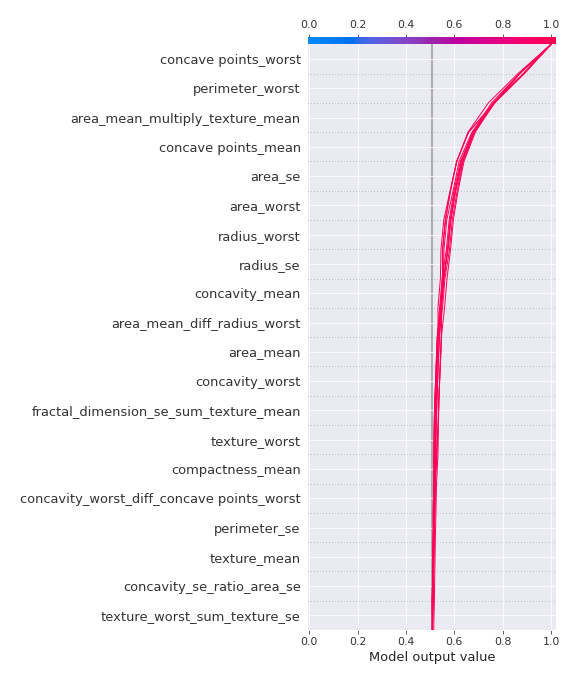 0.0 0.2 0.4 0.6 0.8 1.0
concave points_worst
perimeter_worst
area_mean_multiply_texture_mean
concave points_mean
area_se
area_worst
radius_worst
radius_se
concavity_mean
area_mean_diff_radius_worst
area_mean
concavity_worst
fractal_dimension_se_sum_texture_mean
texture_worst
compactness_mean
concavity_worst_diff_concave points_worst
perimeter_se
texture_mean
concavity_se_ratio_area_se
texture_worst_sum_texture_se
0.0 0.2 0.4 0.6 0.8 1.0
Model output value